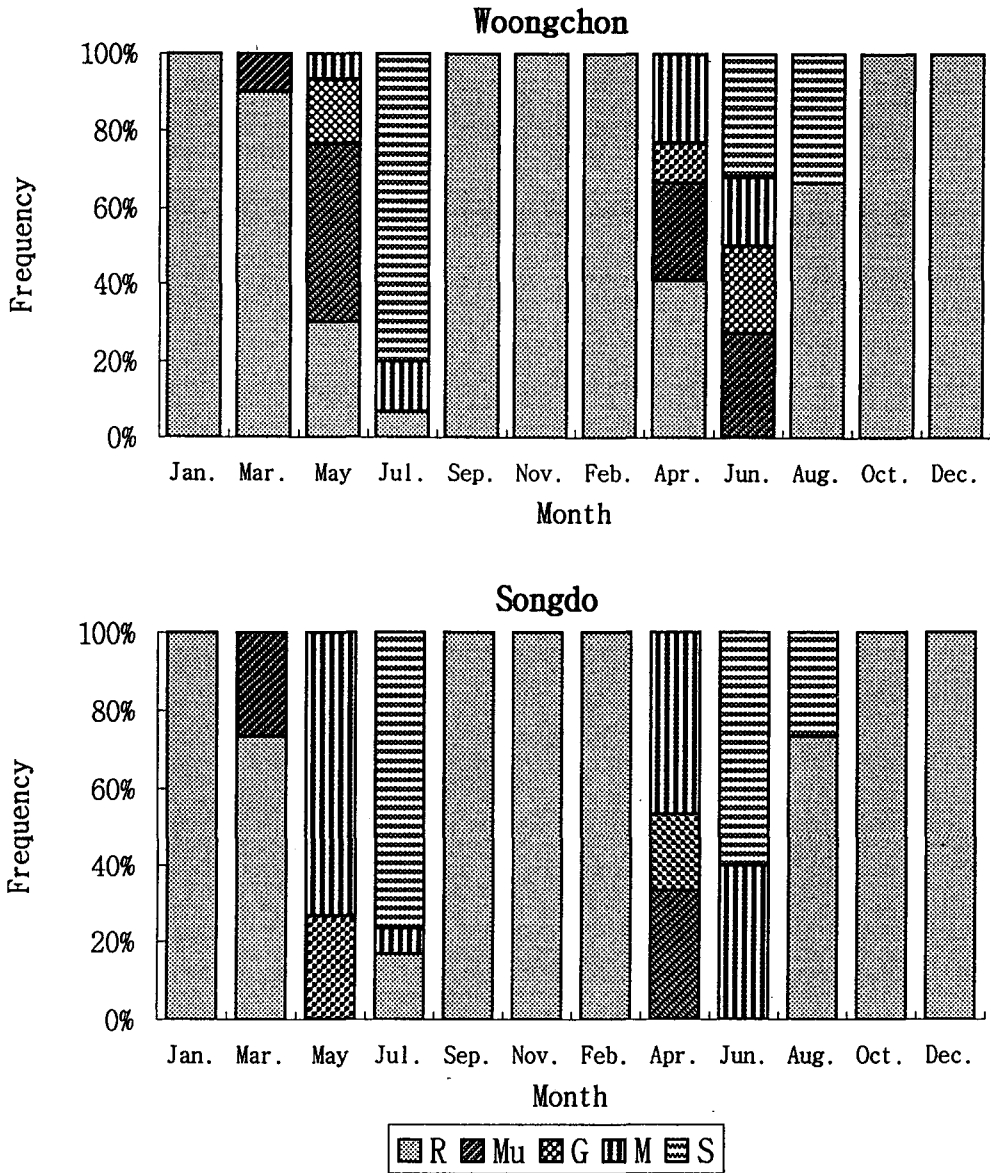 Woongchon
100%
80%
60%
40%
20%
0%
Frequency
Jan. Mar. May Jul. Sep. Nov. Feb. Apr. Jun. Aug. Oct. Dec.
Month
Songdo
100%
80%
60%
40%
20%
0%
Frequency
Jan. Mar. May Jul. Sep. Nov. Feb. Apr. Jun. Aug. Oct. Dec.
Month
R Mu G M S